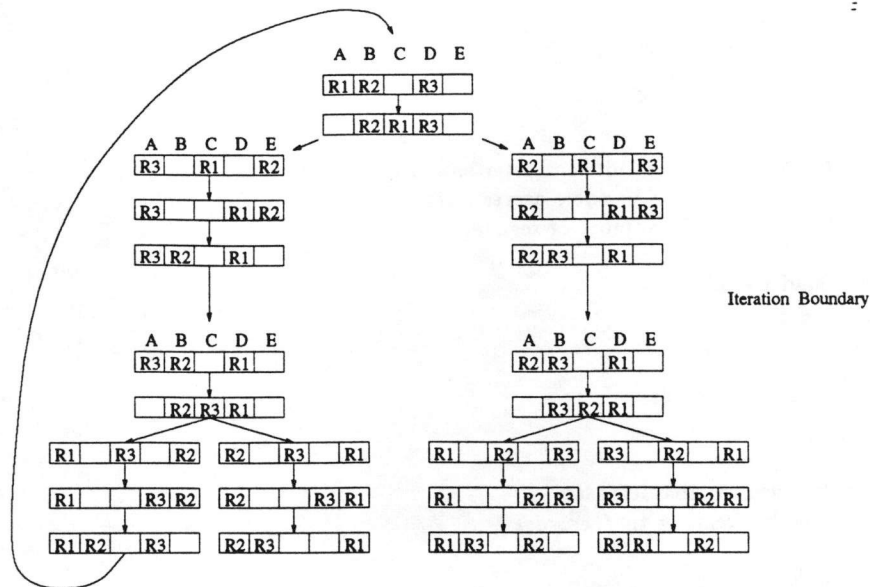 A B C D E
R1 R2 R3
R2 R1 R3
A B C D E A B C D E
R3 R1 R2 R2 R1 R3
R3 R1 R2 R2 R1 R3
R3 R2 R1 R2 R3 R1
Iteration Boundary
A B C D E A B C D E
R3 R2 R1 R2 R3 R1
R2 R3 R1 R3 R2 R1
R1 R3 R2 R2 R3 R1 R1 R2 R3 R3 R2 R1
R1 R3 R2 R2 R3 R1 R1 R2 R3 R3 R2 R1
R1 R2 R3 R2 R3 R1 R1 R3 R2 R3 R1 R2